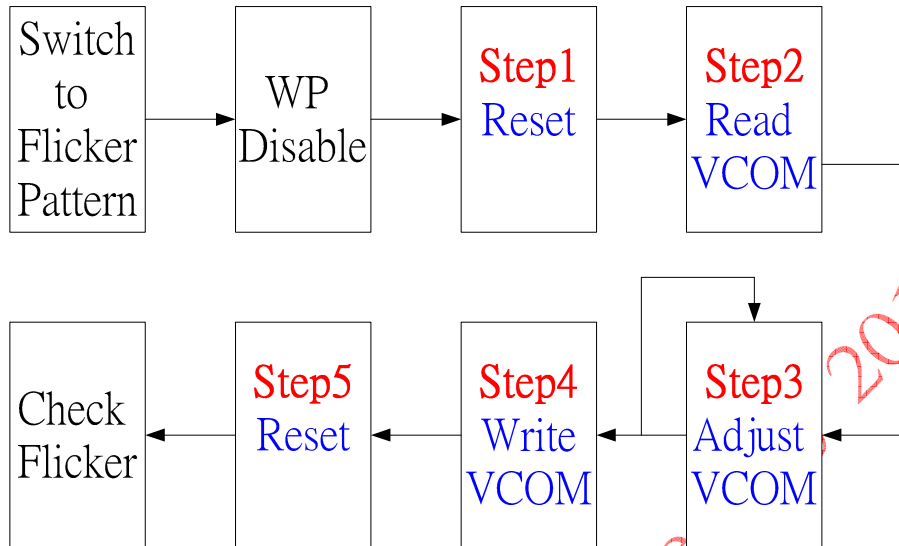 Switch
to
Flicker
Pattern
WP
Disable
Step1
Reset
Step2
Read
VCOM
Check
Flicker
Step5
Reset
Step4
Write
VCOM
Step3
Adjust
VCOM